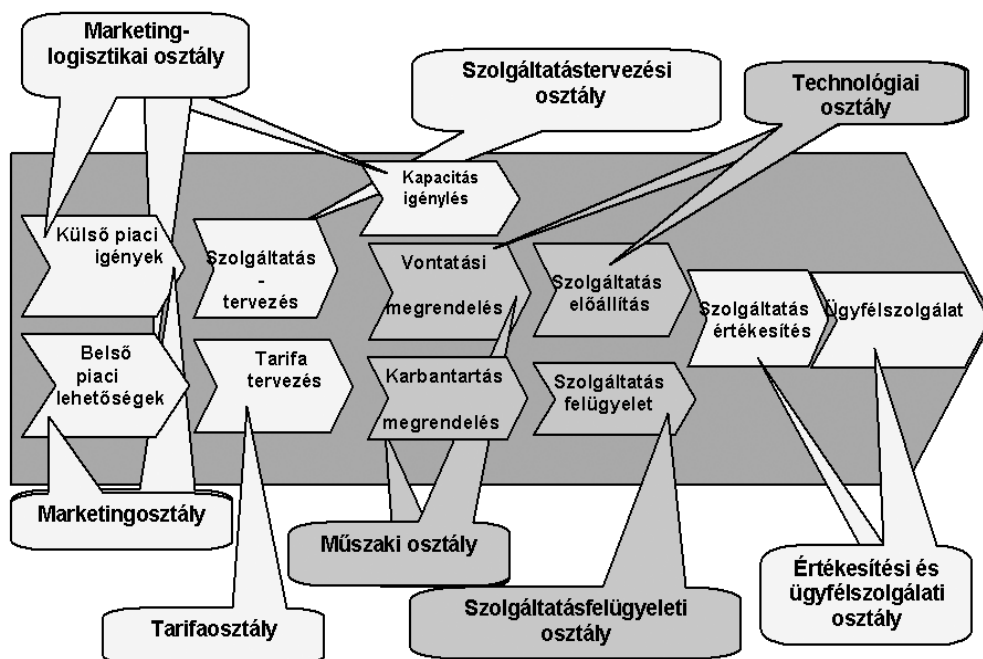 Marketing-
logisztikai osztály
Szolgáltatástervezési
osztály
Technológiai
osztály
Kapacitás
igénylés
Külső piaci
igények
Szolgáltatás
-
tervezés
Vontatási
megrendelés
Szolgáltatás
előállítás
Szolgáltatás
értékesítés
Ügyfélszolgálat
Belső
piaci
lehetőségek
Tarifa
tervezés
Karbantartás
megrendelés
Szolgáltatás
felügyelet
Marketingosztály
Műszaki osztály
Értékesítési és
ügyfélszolgálati
osztály
Tarifaosztály
Szolgáltatásfelügyeleti
osztály